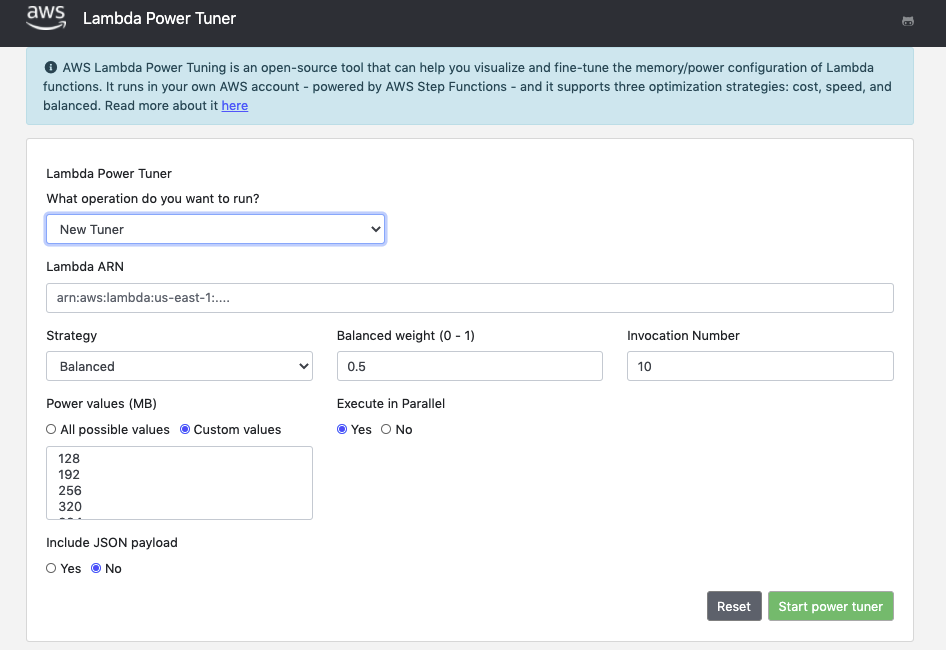 aws Lambda Power Tuner
AWS Lambda Power Tuning is an open-source tool that can help you visualize and fine-tune the memory/power configuration of Lambda
functions. It runs in your own AWS account - powered by AWS Step Functions - and it supports three optimization strategies: cost, speed, and
balanced. Read more about it here
Lambda Power Tuner
What operation do you want to run?
New Tuner
Lambda ARN
arn:aws:lambda:us-east-1:....
Strategy Balanced weight (0 - 1) Invocation Number
Balanced 0.5 10
Power values (MB) Execute in Parallel
All possible values Custom values Yes No
128
192
256
320
Include JSON payload
Yes No
Reset Start power tuner